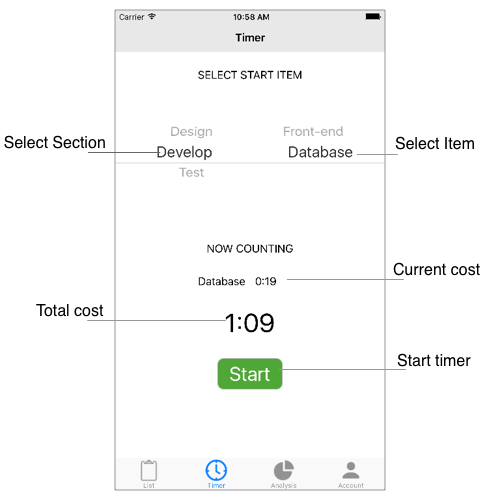 Carrier 10:58 AM
Timer
SELECT START ITEM
Design Front-end
Select Section Develop Database Select Item
Test
NOW COUNTING
Database 0:19 Current cost
Total cost 1:09
Start Start timer
List Timer Analysis Account